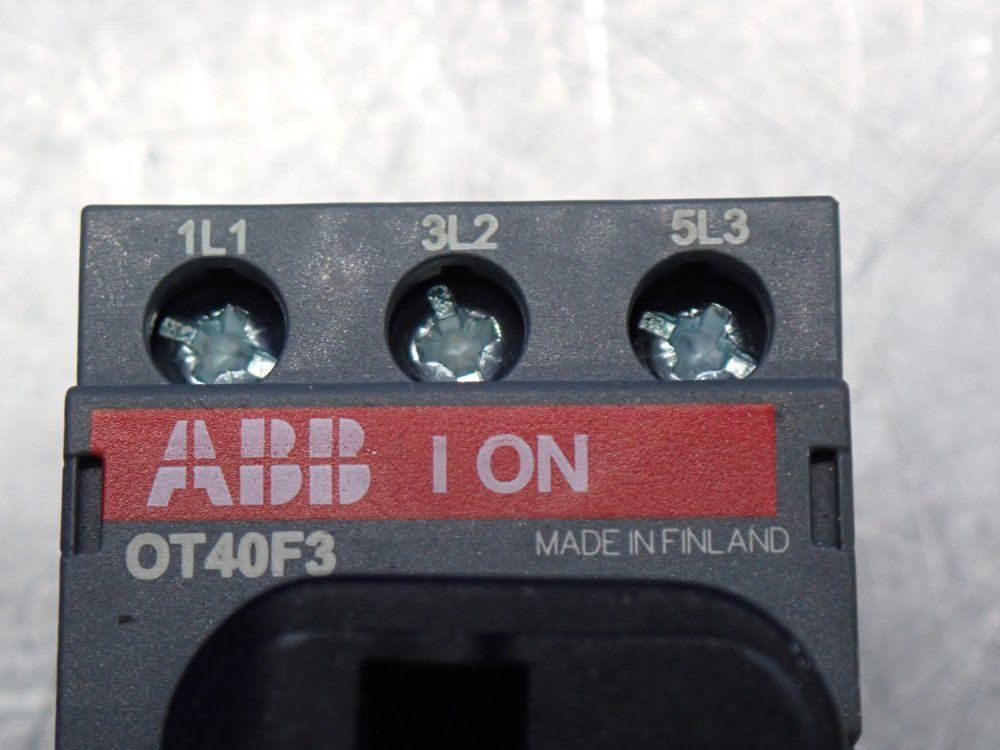 1L1 3L2 5L3
ABB I ON
OT40F3 MADE IN FINLAND